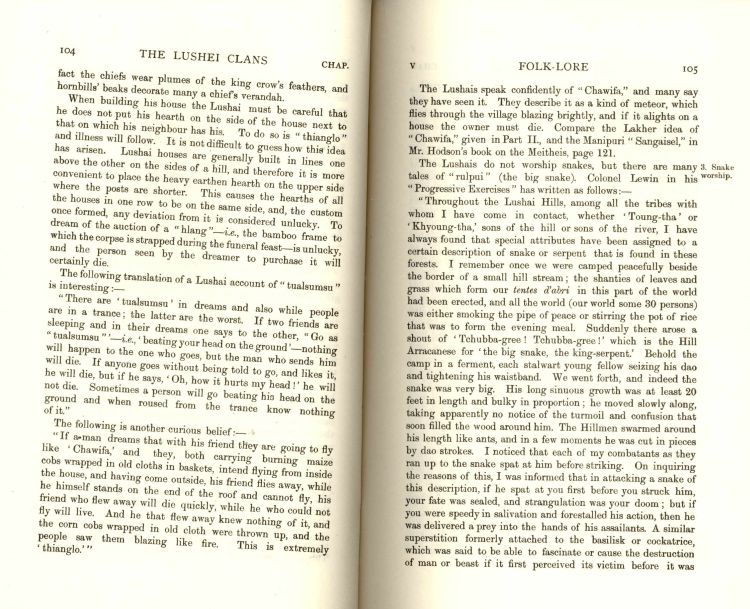 104
THE LUSHEI CLANS
CHAP.
fact the chiefs wear plumes of the king crow's feathers, and
hornbills' beaks decorate many a chief's verandah.
When building his house the Lushai must be careful that
he does not put his hearth on the side of the house next to
that on which his neighbour has his. To do so is "thianglo"
and illness will follow. It is not difficult to guess how this idea
has arisen. Lushai houses are generally built in lines one
above the other on the sides of a hill, and therefore it is more
convenient to place the heavy earthen hearth on the upper side
where the posts are shorter. This causes the hearths of all
the houses in one row to be on the same side, and, the custom
once formed, any deviation from it is considered unlucky. To
dream of the auction of a "hlang"—i.e., the bamboo frame to
which the corpse is strapped during the funeral feast—is unlucky,
and the person seen by the dreamer to purchase it will
certainly die.
The following translation of a Lushai account of "tualsumsu"
is interesting:—
"There are 'tualsumsu' in dreams and also while people
are in a trance; the latter are the worst. If two friends are
sleeping and in their dreams one says to the other, "Go as
"tualsumsu"'—i.e., 'beating your head on the ground'—nothing
will happen to the one who goes, but the man who sends him
will die. If anyone goes without being told to go, and likes it,
he will die, but if he says, 'Oh, how it hurts my head!' he will
not die. Sometimes a person will go beating his head on the
ground and when roused from the trance know nothing
of it."
The following is another curious belief:—
"If a man dreams that with his friend they are going to fly
like 'Chawifa,' and they, both carrying burning maize
cobs wrapped in old cloths in baskets, intend flying from inside
the house, and having come outside, his friend flies away, while
he himself stands on the end of the roof and cannot fly, his
friend who flew away will die quickly, while he who could not
fly will live. And he that flew away knew nothing of it, and
the corn cobs wrapped in old cloth were thrown up, and the
people saw them blazing like fire. This is extremely
'thianglo.'"
V
FOLK-LORE
105
The Lushais speak confidently of "Chawifa," and many say
they have seen it. They describe it as a kind of meteor, which
flies through the village blazing brightly, and if it alights on a
house the owner must die. Compare the Lakher idea of
"Chawifa," given in Part II., and the Manipuri "Sangaisel," in
Mr. Hodson's book on the Meitheis, page 121.
The Lushais do not worship snakes, but there are many
3. Snake
tales of "rulpui" (the big snake). Colonel Lewin in his
worship.
"Progressive Exercises" has written as follows:—
"Throughout the Lushai Hills, among all the tribes with
whom I have come in contact, whether 'Toung-tha' or
'Khyoung-tha,' sons of the hill or sons of the river, I have
always found that special attributes have been assigned to a
certain description of snake or serpent that is found in these
forests. I remember once we were camped peacefully beside
the border of a small hill stream; the shanties of leaves and
grass which form our tentes d'abri in this part of the world
had been erected, and all the world (our world some 30 persons)
was either smoking the pipe of peace or stirring the pot of rice
that was to form the evening meal. Suddenly there arose a
shout of 'Tchubba-gree! Tchubba-gree!' which is the Hill
Arracanese for 'the big snake, the king-serpent.' Behold the
camp in a ferment, each stalwart young fellow seizing his dao
and tightening his waistband. We went forth, and indeed the
snake was very big. His long sinuous growth was at least 20
feet in length and bulky in proportion; he moved slowly along,
taking apparently no notice of the turmoil and confusion that
soon filled the wood around him. The Hillmen swarmed around
his length like ants, and in a few moments he was cut in pieces
by dao strokes. I noticed that each of my combatants as they
ran up to the snake spat at him before striking. On inquiring
the reasons of this, I was informed that in attacking a snake of
this description, if he spat at you first before you struck him,
your fate was sealed, and strangulation was your doom; but if
you were speedy in salivation and forestalled his action, then he
was delivered a prey into the hands of his assailants. A similar
superstition formerly attached to the basilisk or cockatrice,
which was said to be able to fascinate or cause the destruction
of man or beast if it first perceived its victim before it was